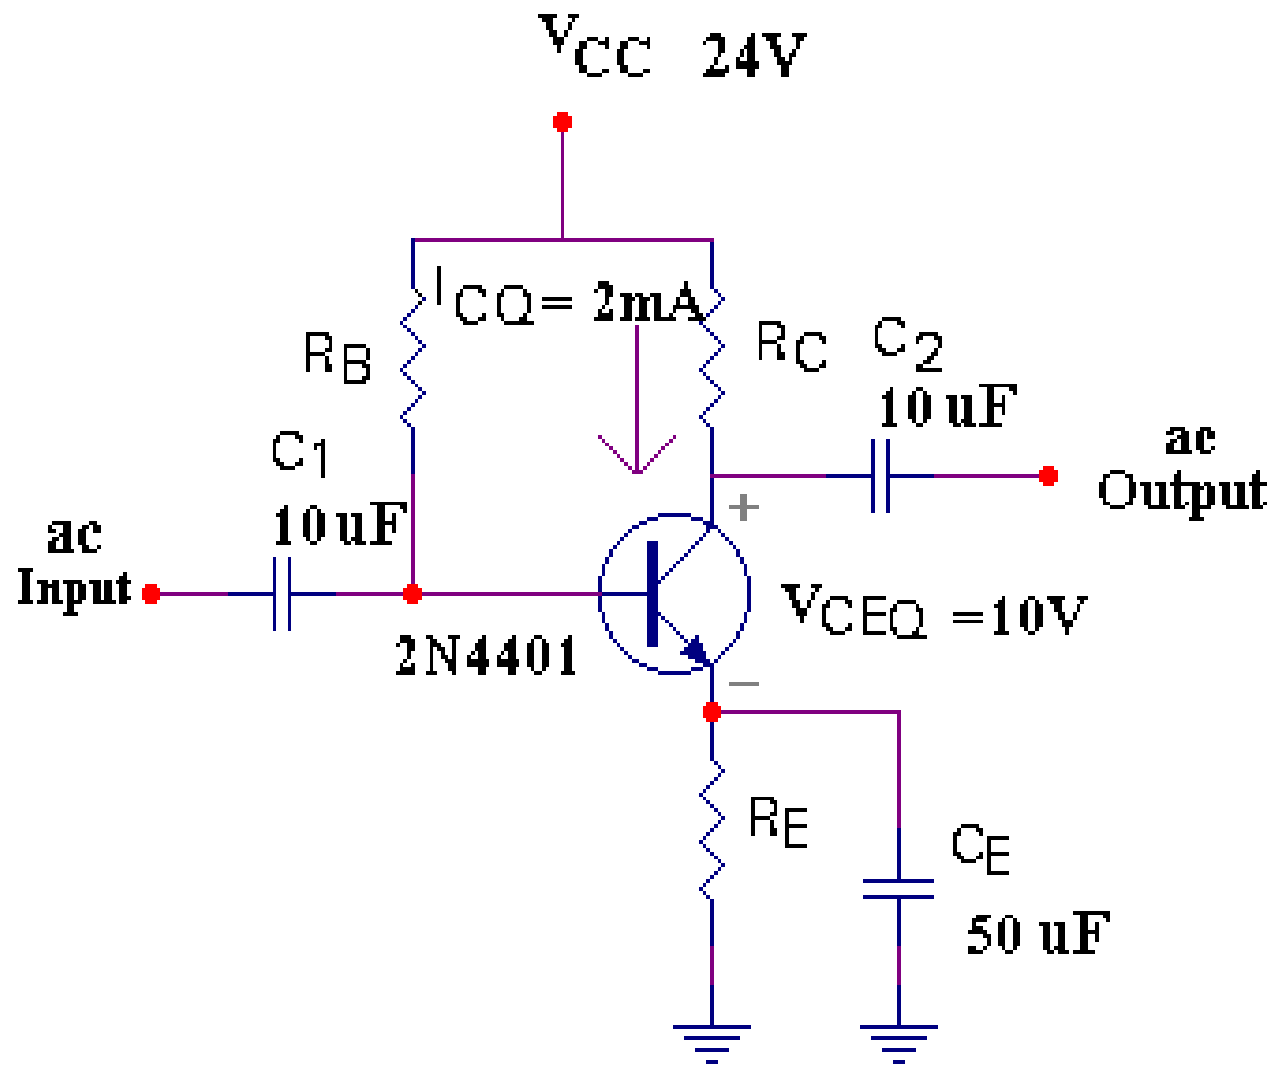 VCC 24V
ICQ = 2mA
RB
RC
C2
10 uF
ac
Output
C1
10 uF
ac
Input
+
VCEQ =10V
2N4401
−
RE
CE
50 uF